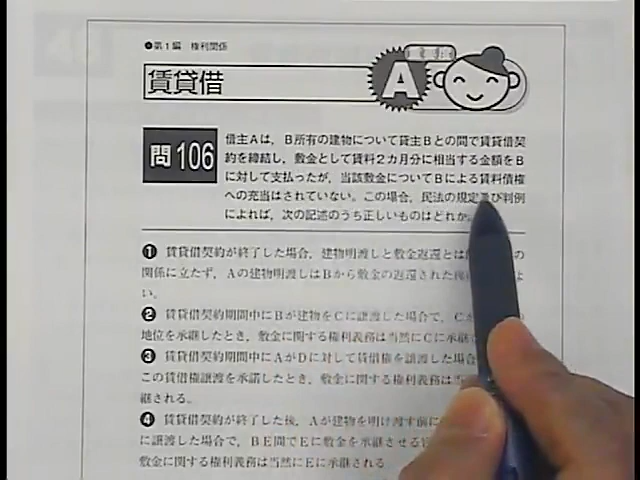 第1編 権利関係
賃貸借
A
問106
借主Aは、B所有の建物について貸主Bとの間で賃貸借契
約を締結し、敷金として賃料2カ月分に相当する金額をB
に対して支払ったが、当該敷金についてBによる賃料債権
への充当はされていない。この場合、民法の規定及び判例
によれば、次の記述のうち正しいものはどれか。
1 賃貸借契約が終了した場合、建物明渡しと敷金返還とは
関係に立たず、Aの建物明渡しはBから敷金の返還された
い。
2 賃貸借契約期間中にBが建物をCに譲渡した場合で、C
地位を承継したとき、敷金に関する権利義務は当然にCに承継
3 賃貸借契約期間中にAがDに対して賃借権を譲渡した場合
この賃借権譲渡を承諾したとき、敷金に関する権利義務は
継される。
4 賃貸借契約が終了した後、Aが建物を明け渡す前に
に譲渡した場合で、BE間でEに敷金を承継させる
敷金に関する権利義務は当然にEに承継される